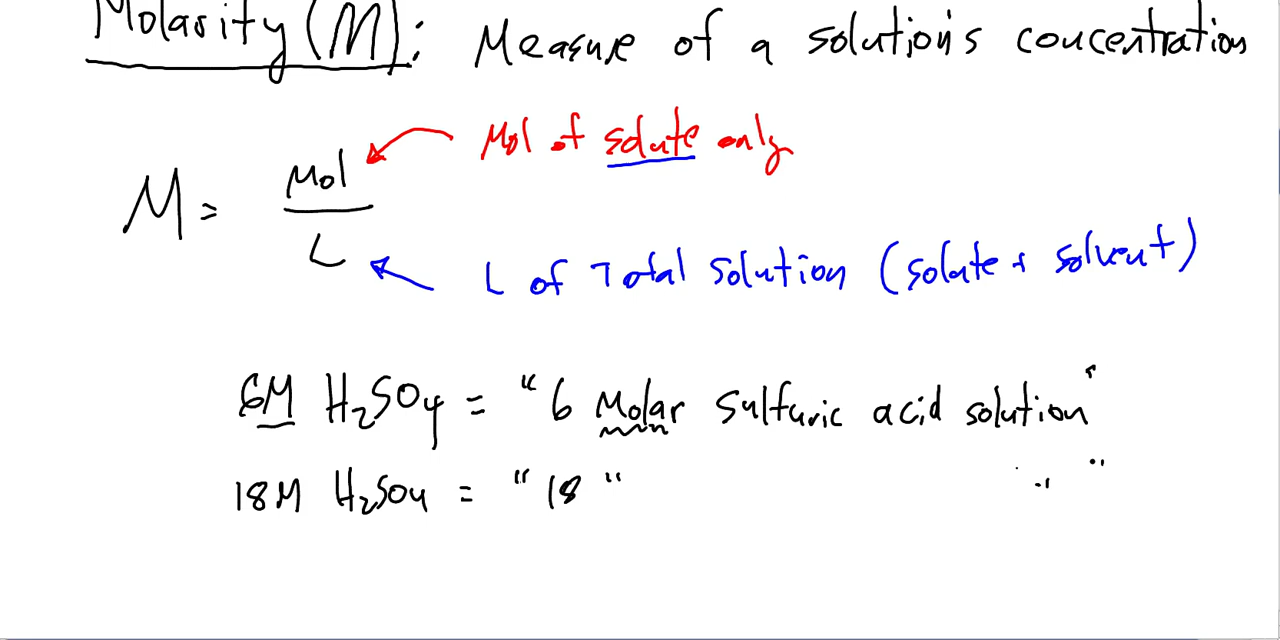 Molarity (M): Measure of a solution's concentration
Mol of solute only
M = Mol
L
L of Total solution (solute + solvent)
6M H₂SO₄ = "6 Molar sulfuric acid solution"
18M H₂SO₄ = "18 " " "